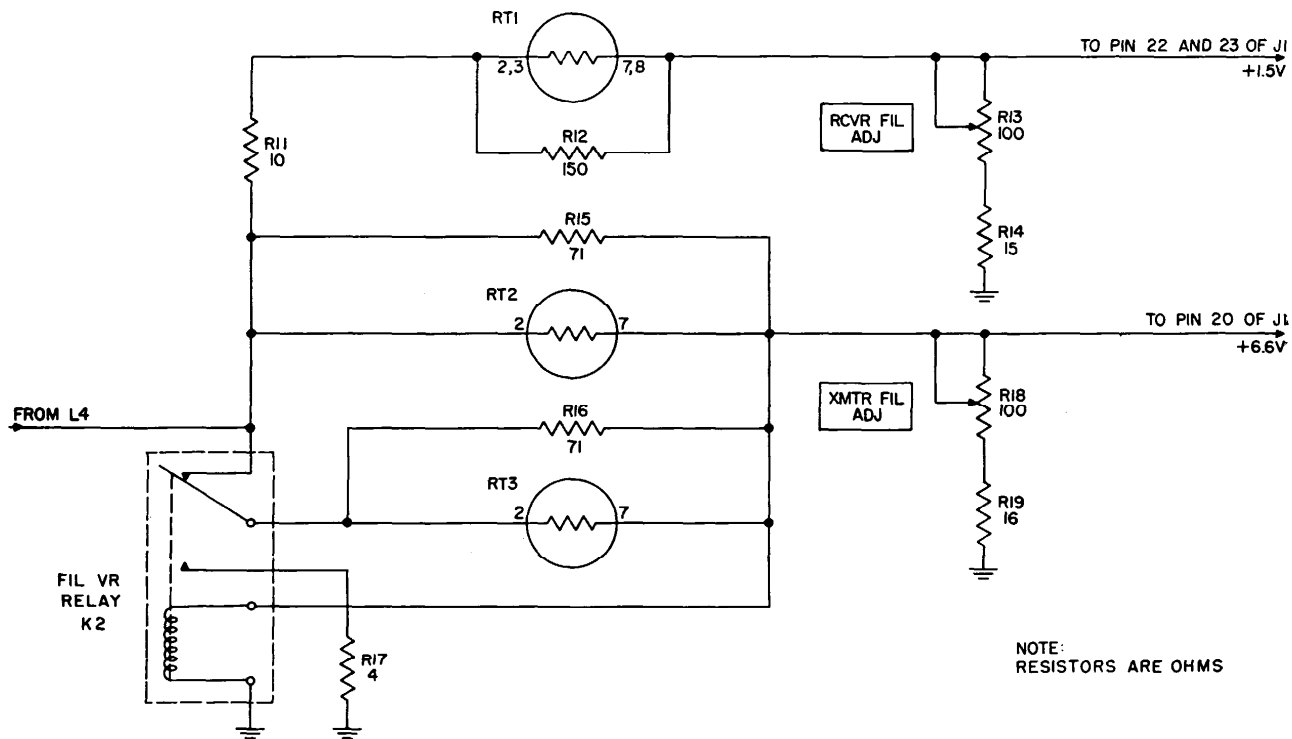 RT1
2,3
7,8
TO PIN 22 AND 23 OF J1
+1.5V
R11
10
R12
150
RCVR FIL
ADJ
R13
100
R14
15
R15
71
RT2
2
7
TO PIN 20 OF J1
+6.6V
FROM L4
XMTR FIL
ADJ
R18
100
R16
71
RT3
2
7
R19
16
FIL VR
RELAY
K2
R17
4
NOTE:
RESISTORS ARE OHMS